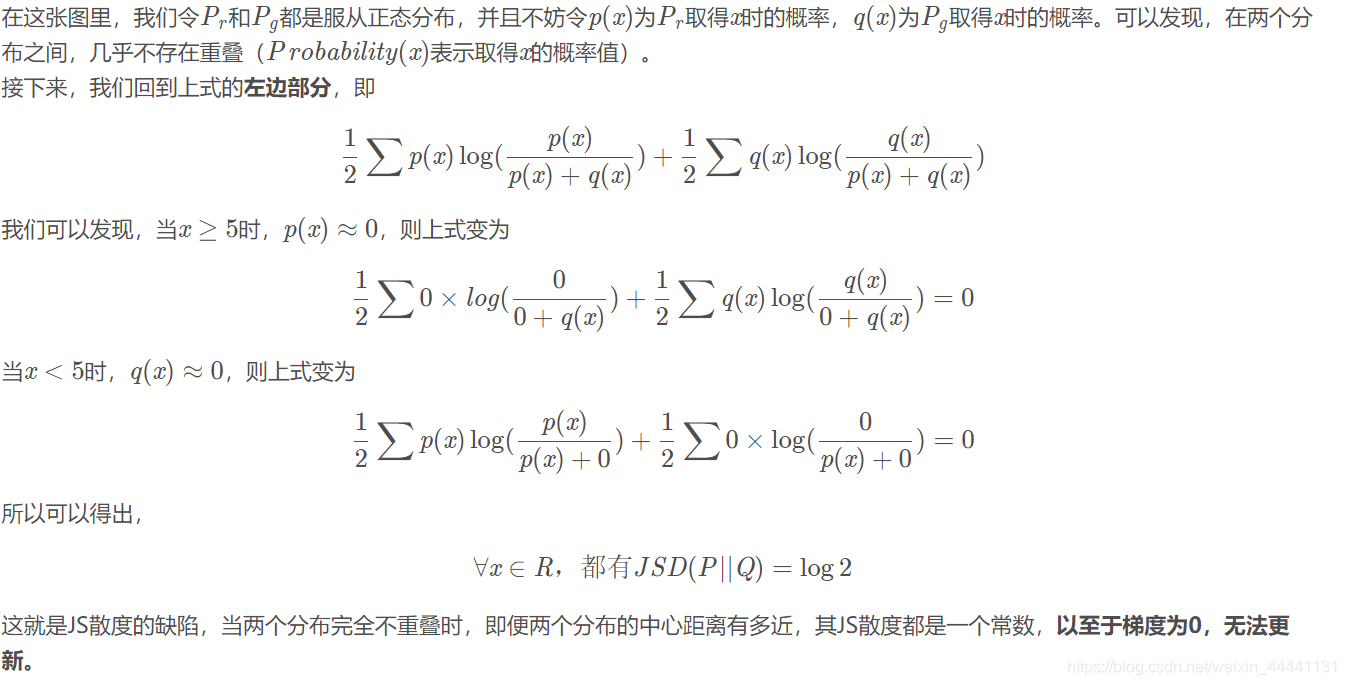 在这张图里，我们令$P_r$和$P_g$都是服从正态分布，并且不妨令$p(x)$为$P_r$取得$x$时的概率，$q(x)$为$P_g$取得$x$时的概率。可以发现，在两个分
布之间，几乎不存在重叠（$Probability(x)$表示取得$x$的概率值）。
接下来，我们回到上式的左边部分，即
$\frac{1}{2}\sum p(x)\log(\frac{p(x)}{p(x)+q(x)})+\frac{1}{2}\sum q(x)\log(\frac{q(x)}{p(x)+q(x)})$
我们可以发现，当$x\geq 5$时，$p(x)\approx 0$，则上式变为
$\frac{1}{2}\sum 0\times log(\frac{0}{0+q(x)})+\frac{1}{2}\sum q(x)\log(\frac{q(x)}{0+q(x)})=0$
当$x<5$时，$q(x)\approx 0$，则上式变为
$\frac{1}{2}\sum p(x)\log(\frac{p(x)}{p(x)+0})+\frac{1}{2}\sum 0\times\log(\frac{0}{p(x)+0})=0$
所以可以得出，
$\forall x\in R，都有JSD(P||Q)=\log 2$
这就是JS散度的缺陷，当两个分布完全不重叠时，即便两个分布的中心距离有多近，其JS散度都是一个常数，以至于梯度为0，无法更
新。
https://blog.csdn.net/weixin_44441131